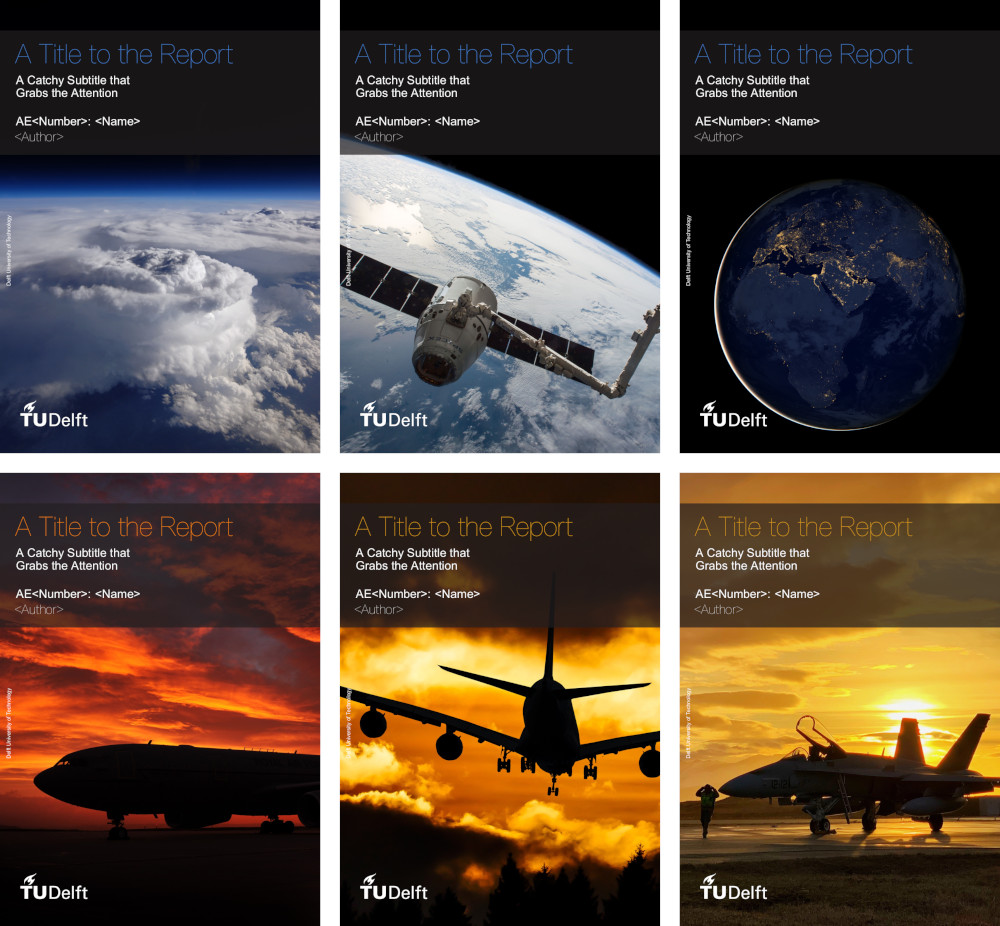 A Title to the Report
A Catchy Subtitle that
Grabs the Attention
AE<Number>: <Name>
<Author>
Delft University of Technology
TUDelft
A Title to the Report
A Catchy Subtitle that
Grabs the Attention
AE<Number>: <Name>
<Author>
Delft University of Technology
TUDelft
A Title to the Report
A Catchy Subtitle that
Grabs the Attention
AE<Number>: <Name>
<Author>
Delft University of Technology
TUDelft
A Title to the Report
A Catchy Subtitle that
Grabs the Attention
AE<Number>: <Name>
<Author>
Delft University of Technology
TUDelft
A Title to the Report
A Catchy Subtitle that
Grabs the Attention
AE<Number>: <Name>
<Author>
Delft University of Technology
TUDelft
A Title to the Report
A Catchy Subtitle that
Grabs the Attention
AE<Number>: <Name>
<Author>
Delft University of Technology
TUDelft